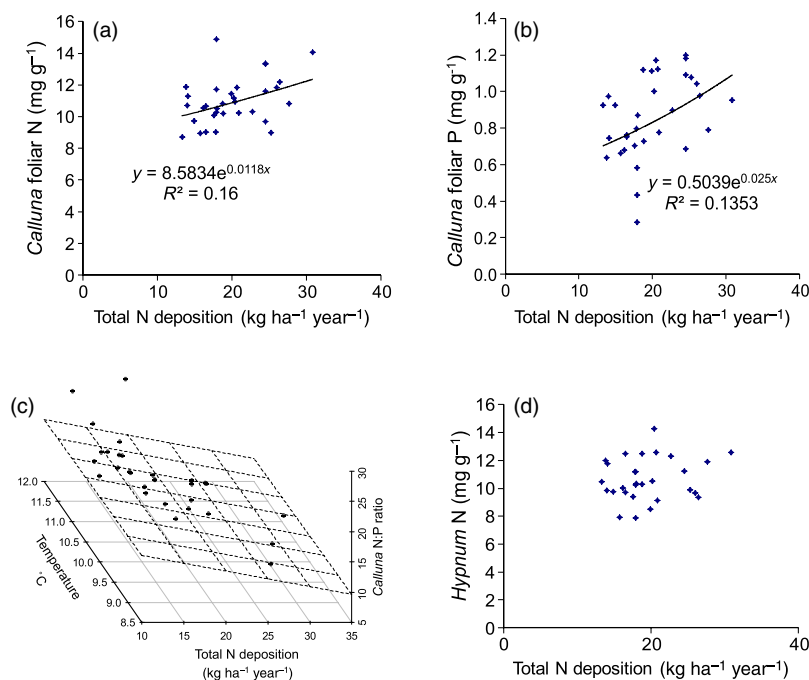 (a)
16
14
12
10
8
6
4
2
0
Calluna foliar N (mg g⁻¹)
y = 8.5834e^0.0118x
R² = 0.16
0 10 20 30 40
Total N deposition (kg ha⁻¹ year⁻¹)
(b)
1.4
1.2
1.0
0.8
0.6
0.4
0.2
0.0
Calluna foliar P (mg g⁻¹)
y = 0.5039e^0.025x
R² = 0.1353
0 10 20 30 40
Total N deposition (kg ha⁻¹ year⁻¹)
(c)
12.0
11.5
11.0
10.5
10.0
9.5
9.0
8.5
Temperature
°C
30
25
20
15
10
5
Calluna N:P ratio
10 15 20 25 30 35
Total N deposition
(kg ha⁻¹ year⁻¹)
(d)
16
14
12
10
8
6
4
2
0
Hypnum N (mg g⁻¹)
0 20 40
Total N deposition (kg ha⁻¹ year⁻¹)